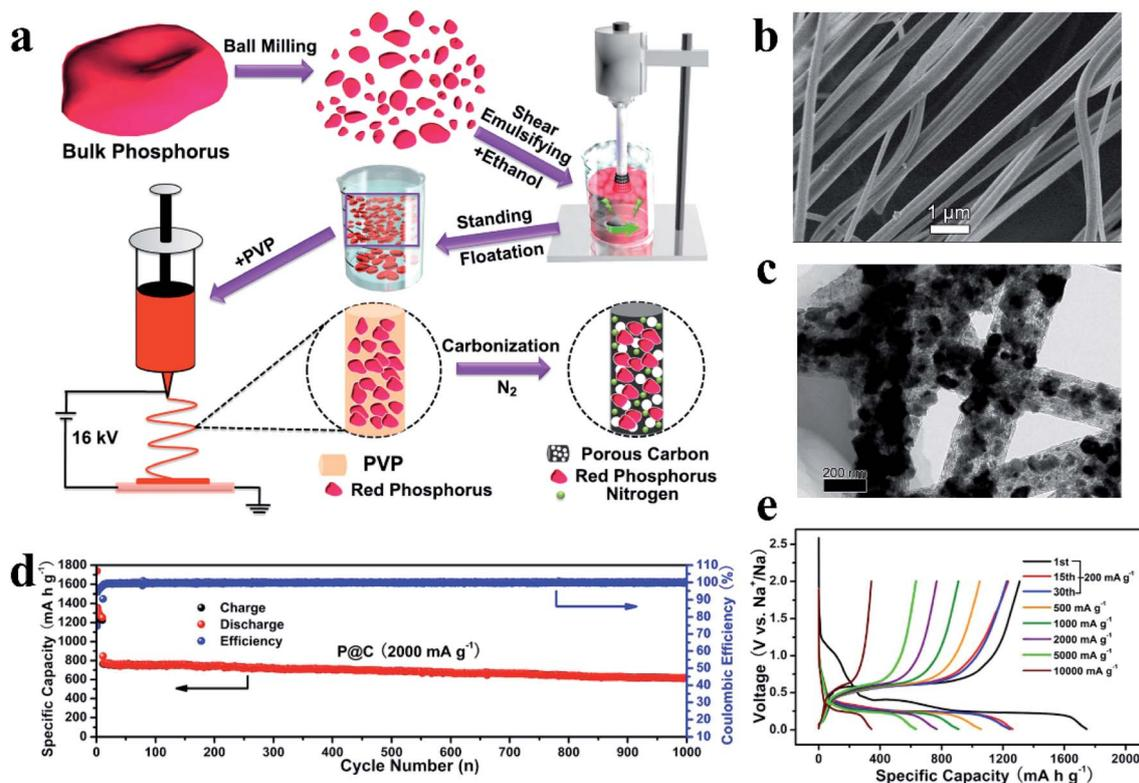 a
Ball Milling
Bulk Phosphorus
Shear
Emulsifying
+Ethanol
Standing
Floatation
+PVP
16 kV
Carbonization
N2
PVP
Red Phosphorus
Porous Carbon
Red Phosphorus
Nitrogen
b
1 μm
c
200 nm
d
Specific Capacity (mA h g-1)
1800
1600
1400
1200
1000
800
600
400
200
0
Charge
Discharge
Efficiency
P@C (2000 mA g-1)
0 100 200 300 400 500 600 700 800 900 1000
Cycle Number (n)
110
100
90
80
70
60
50
40
30
20
10
Coulombic Efficiency (%)
e
Voltage (V vs. Na+/Na)
2.5
2.0
1.5
1.0
0.5
0.0
1st
15th
30th
200 mA g-1
500 mA g-1
1000 mA g-1
2000 mA g-1
5000 mA g-1
10000 mA g-1
0 400 800 1200 1600 2000
Specific Capacity (mA h g-1)